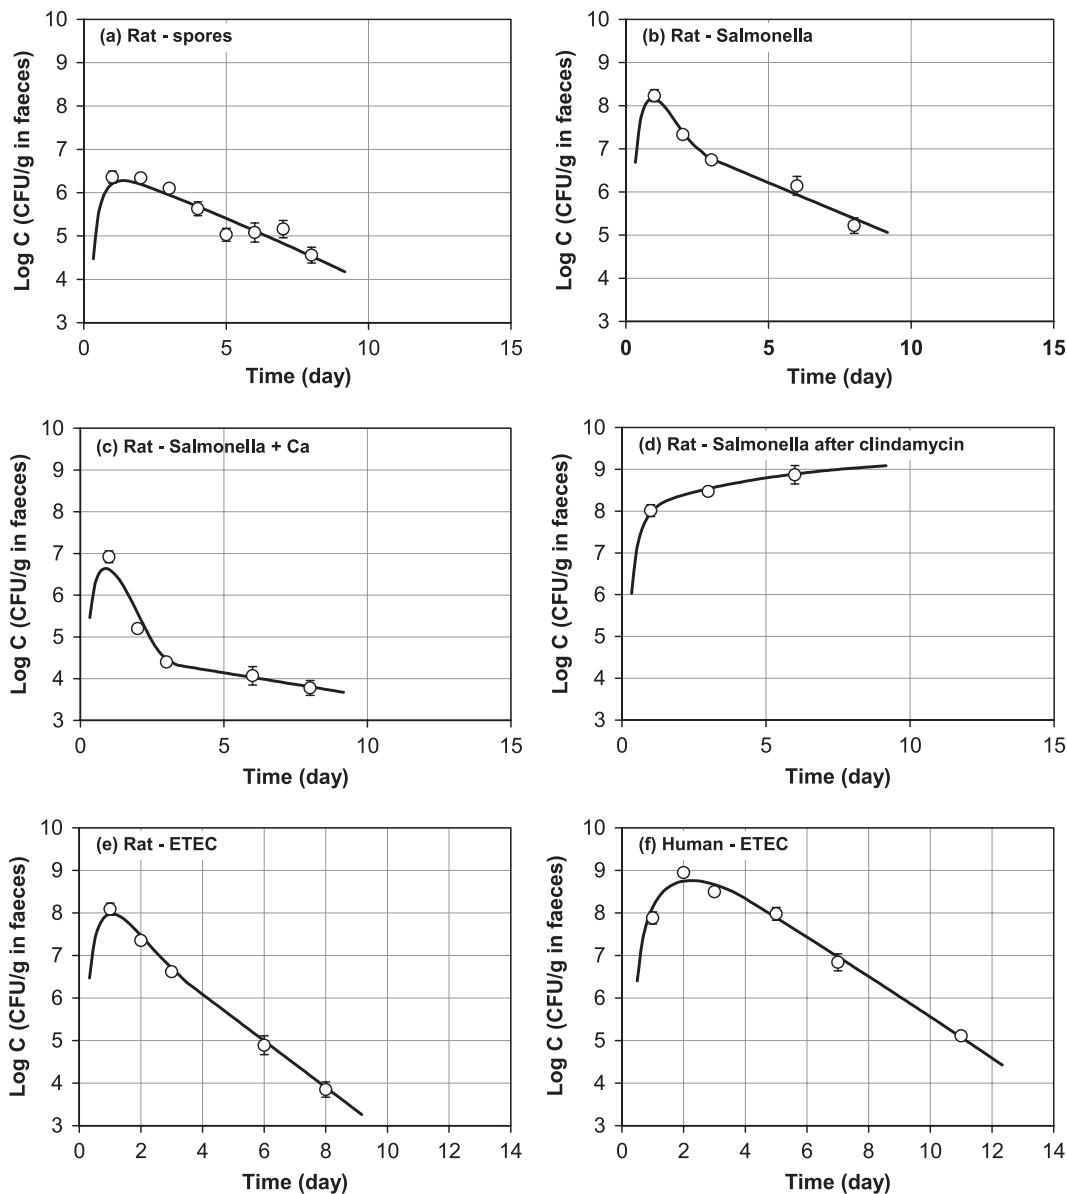 (a) Rat - spores
10
9
8
7
6
5
4
3
0 5 10 15
Log C (CFU/g in faeces)
Time (day)
(b) Rat - Salmonella
10
9
8
7
6
5
4
3
0 5 10 15
Log C (CFU/g in faeces)
Time (day)
(c) Rat - Salmonella + Ca
10
9
8
7
6
5
4
3
0 5 10 15
Log C (CFU/g in faeces)
Time (day)
(d) Rat - Salmonella after clindamycin
10
9
8
7
6
5
4
3
0 5 10 15
Log C (CFU/g in faeces)
Time (day)
(e) Rat - ETEC
10
9
8
7
6
5
4
3
0 2 4 6 8 10 12 14
Log C (CFU/g in faeces)
Time (day)
(f) Human - ETEC
10
9
8
7
6
5
4
3
0 2 4 6 8 10 12 14
Log C (CFU/g in faeces)
Time (day)